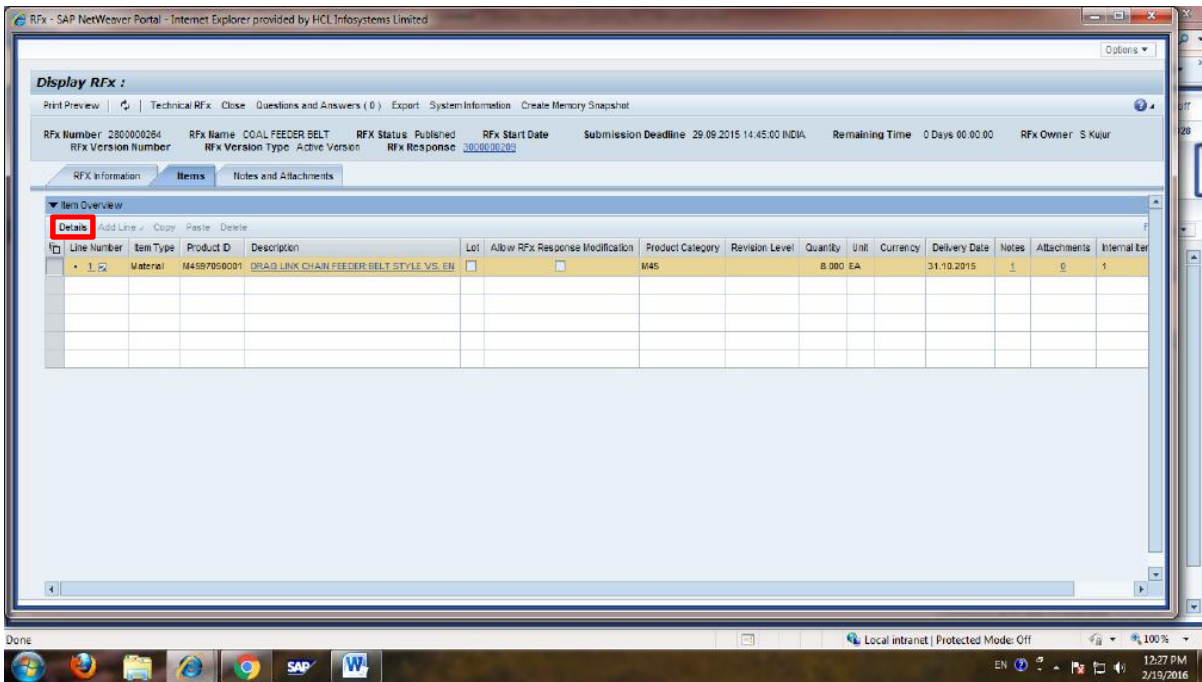 RFx - SAP NetWeaver Portal - Internet Explorer provided by HCL Infosystems Limited
Options
Display RFx :
Print Preview Technical RFx Close Questions and Answers ( 0 ) Export System Information Create Memory Snapshot
RFx Number 2800000264 RFx Name COAL FEEDER BELT RFX Status Published RFx Start Date Submission Deadline 29.09.2015 14:45:00 INDIA Remaining Time 0 Days 00:00:00 RFx Owner S Kujur
RFx Version Number RFx Version Type Active Version RFx Response 3000000209
RFX Information Items Notes and Attachments
Item Overview
Details Add Line Copy Paste Delete
Line Number Item Type Product ID Description Lot Allow RFx Response Modification Product Category Revision Level Quantity Unit Currency Delivery Date Notes Attachments Internal Iter
1 Material M4597050001 DRAG LINK CHAIN FEEDER BELT STYLE VS. EN M45 8.000 EA 31.10.2015 1 0 1
Done Local intranet | Protected Mode: Off 100%
SAP W EN 12:27 PM
2/19/2016